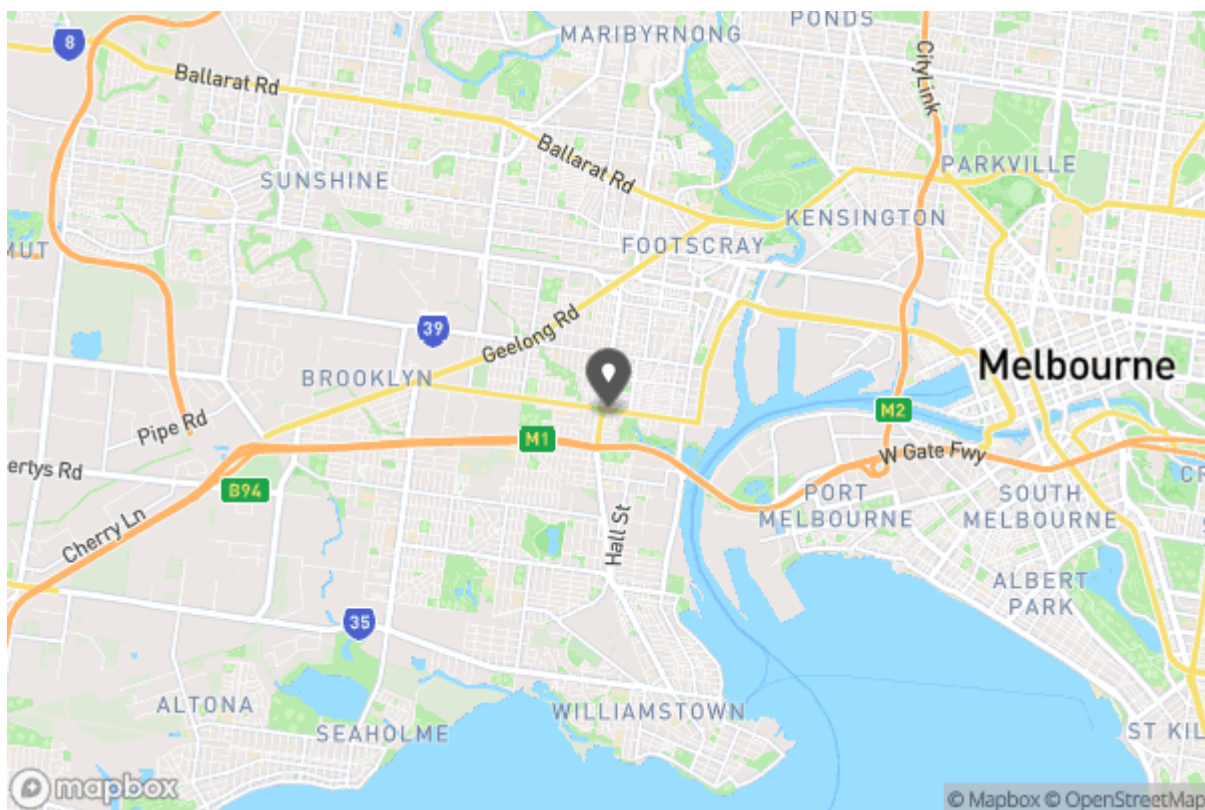 PONDS
MARIBYRNONG
8
Ballarat Rd
CityLink
Ballarat Rd
PARKVILLE
SUNSHINE
KENSINGTON
FOOTSCRAY
MUT
39
Geelong Rd
Melbourne
BROOKLYN
M2
Pipe Rd
M1
W Gate Fwy
ertys Rd
B94
CR
PORT
MELBOURNE
SOUTH
MELBOURNE
Cherry Ln
Hall St
ALBERT
PARK
35
ALTONA
WILLIAMSTOWN
SEAHOLME
ST KIL
mapbox
© Mapbox © OpenStreetMap